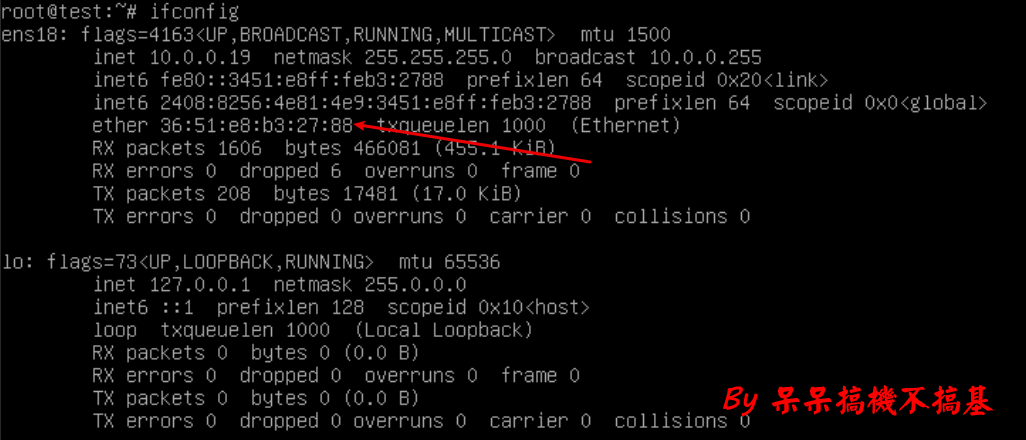 root@test:~# ifconfig
ens18: flags=4163<UP,BROADCAST,RUNNING,MULTICAST>  mtu 1500
        inet 10.0.0.19  netmask 255.255.255.0  broadcast 10.0.0.255
        inet6 fe80::3451:e8ff:feb3:2788  prefixlen 64  scopeid 0x20<link>
        inet6 2408:8256:4e81:4e9:3451:e8ff:feb3:2788  prefixlen 64  scopeid 0x0<global>
        ether 36:51:e8:b3:27:88  txqueuelen 1000  (Ethernet)
        RX packets 1606  bytes 466081 (455.1 KiB)
        RX errors 0  dropped 6  overruns 0  frame 0
        TX packets 208  bytes 17481 (17.0 KiB)
        TX errors 0  dropped 0 overruns 0  carrier 0  collisions 0
lo: flags=73<UP,LOOPBACK,RUNNING>  mtu 65536
        inet 127.0.0.1  netmask 255.0.0.0
        inet6 ::1  prefixlen 128  scopeid 0x10<host>
        loop  txqueuelen 1000  (Local Loopback)
        RX packets 0  bytes 0 (0.0 B)
        RX errors 0  dropped 0  overruns 0  frame 0
        TX packets 0  bytes 0 (0.0 B)
        TX errors 0  dropped 0 overruns 0  carrier 0  collisions 0
By 呆呆搞機不搞基